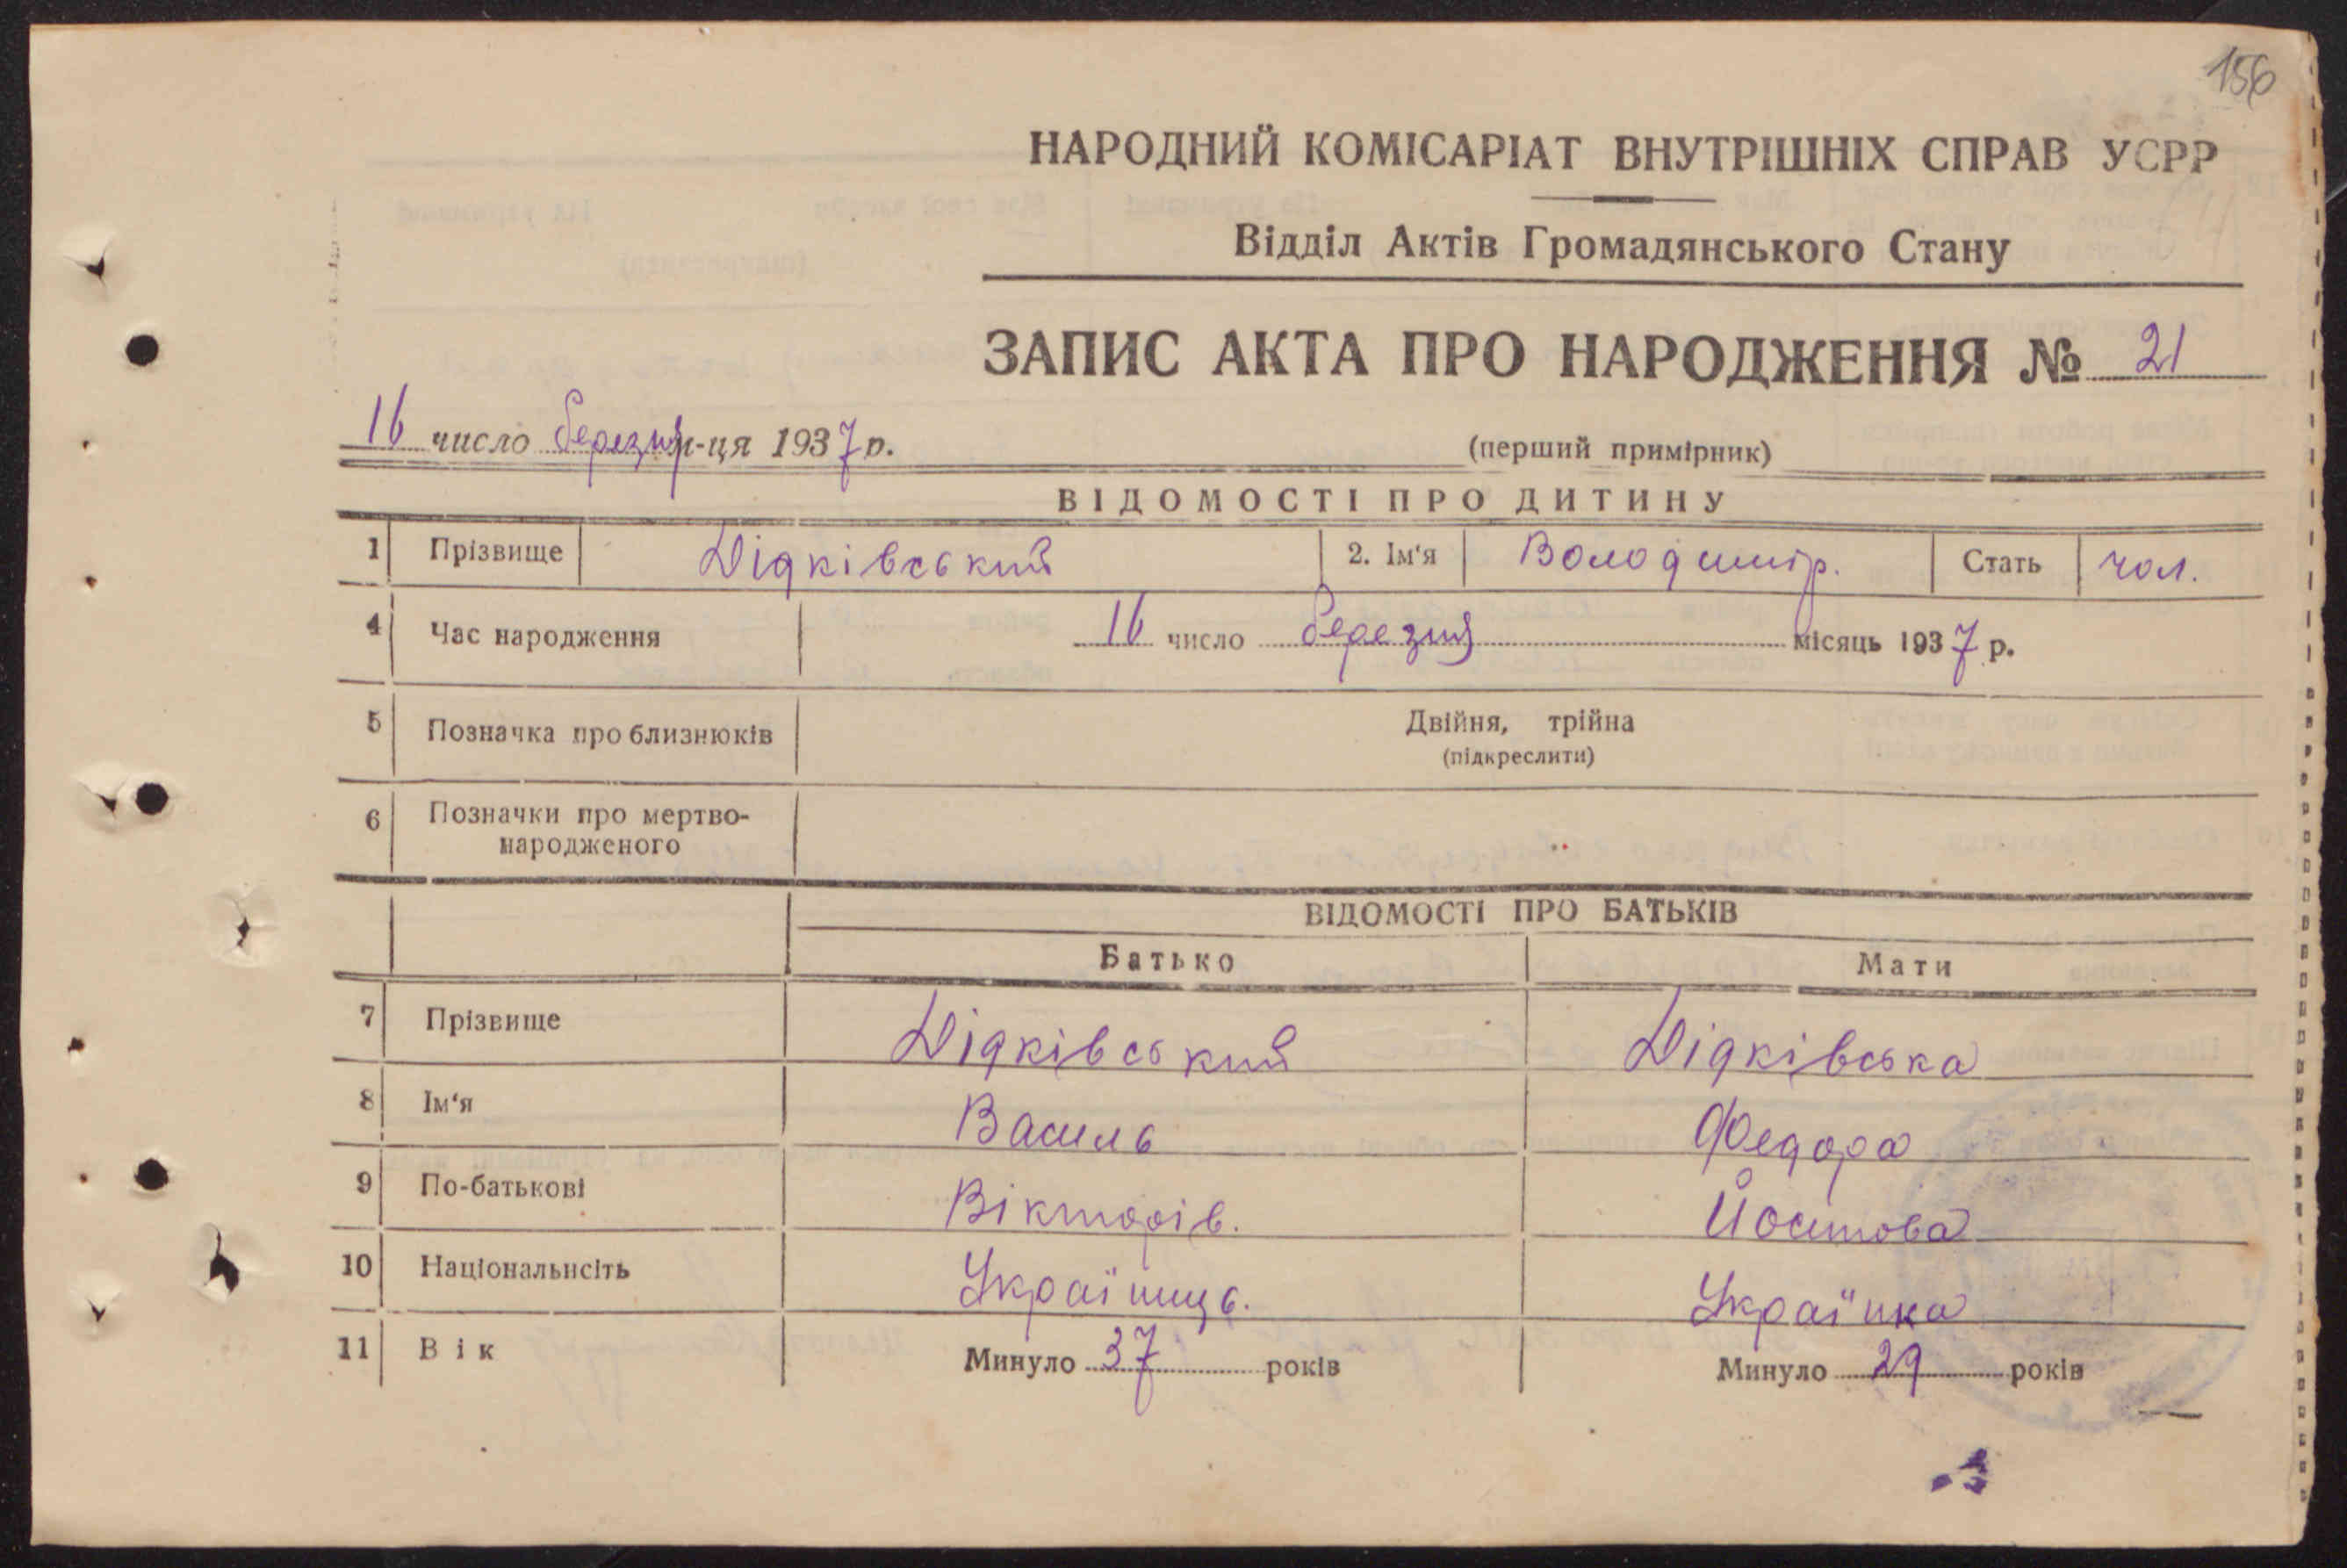 156
НАРОДНИЙ КОМІСАРІАТ ВНУТРІШНІХ СПРАВ УСРР
Відділ Актів Громадянського Стану
ЗАПИС АКТА ПРО НАРОДЖЕННЯ № 21
16 число березня м-ця 1937 р.
(перший примірник)
ВІДОМОСТІ ПРО ДИТИНУ
1 Прізвище Дідківський 2. Ім'я Володимір. Стать чол.
4 Час народження 16 число березня місяць 1937 р.
5 Позначка про близнюків Двійня, трійна
(підкреслити)
6 Позначки про мертво-
народженого
ВІДОМОСТІ ПРО БАТЬКІВ
Батько Мати
7 Прізвище Дідківський Дідківська
8 Ім'я Василь Федора
9 По-батькові Вікторів. Йостова
10 Національнсіть Українець. Українка
11 Вік Минуло 37 років Минуло 29 років